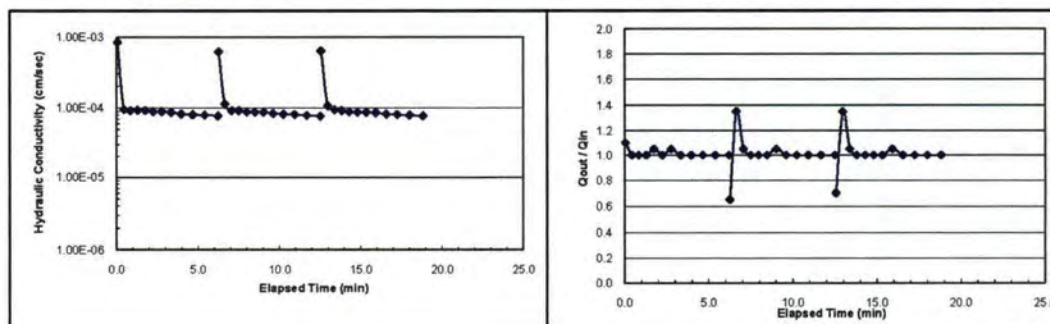 Hydraulic Conductivity (cm/sec)
1.00E-03
1.00E-04
1.00E-05
1.00E-06
0.0 5.0 10.0 15.0 20.0 25.0
Elapsed Time (min)
Qout / Qin
2.0
1.8
1.6
1.4
1.2
1.0
0.8
0.6
0.4
0.2
0.0
0.0 5.0 10.0 15.0 20.0 25.
Elapsed Time (min)